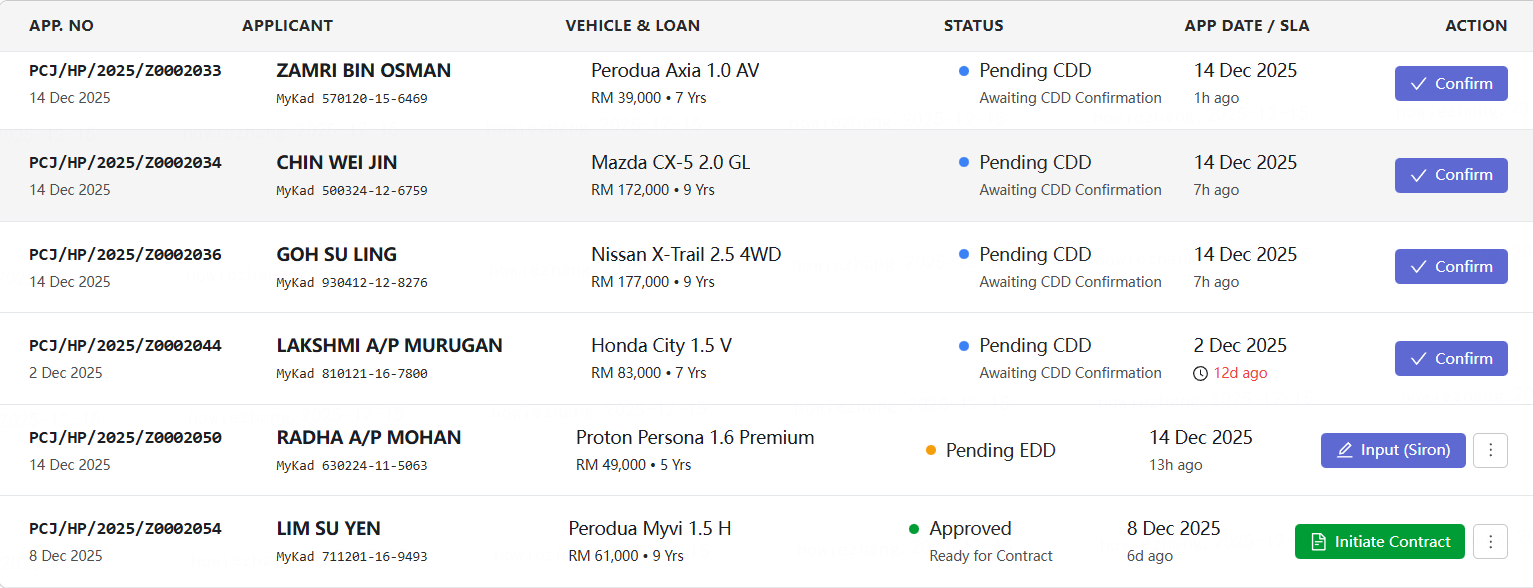 APP. NO APPLICANT VEHICLE & LOAN STATUS APP DATE / SLA ACTION
PCJ/HP/2025/Z0002033 ZAMRI BIN OSMAN Perodua Axia 1.0 AV Pending CDD 14 Dec 2025 Confirm
14 Dec 2025 MyKad 570120-15-6469 RM 39,000 • 7 Yrs Awaiting CDD Confirmation 1h ago
PCJ/HP/2025/Z0002034 CHIN WEI JIN Mazda CX-5 2.0 GL Pending CDD 14 Dec 2025 Confirm
14 Dec 2025 MyKad 500324-12-6759 RM 172,000 • 9 Yrs Awaiting CDD Confirmation 7h ago
PCJ/HP/2025/Z0002036 GOH SU LING Nissan X-Trail 2.5 4WD Pending CDD 14 Dec 2025 Confirm
14 Dec 2025 MyKad 930412-12-8276 RM 177,000 • 9 Yrs Awaiting CDD Confirmation 7h ago
PCJ/HP/2025/Z0002044 LAKSHMI A/P MURUGAN Honda City 1.5 V Pending CDD 2 Dec 2025 Confirm
2 Dec 2025 MyKad 810121-16-7800 RM 83,000 • 7 Yrs Awaiting CDD Confirmation 12d ago
PCJ/HP/2025/Z0002050 RADHA A/P MOHAN Proton Persona 1.6 Premium Pending EDD 14 Dec 2025 Input (Siron)
14 Dec 2025 MyKad 630224-11-5063 RM 49,000 • 5 Yrs 13h ago
PCJ/HP/2025/Z0002054 LIM SU YEN Perodua Myvi 1.5 H Approved 8 Dec 2025 Initiate Contract
8 Dec 2025 MyKad 711201-16-9493 RM 61,000 • 9 Yrs Ready for Contract 6d ago